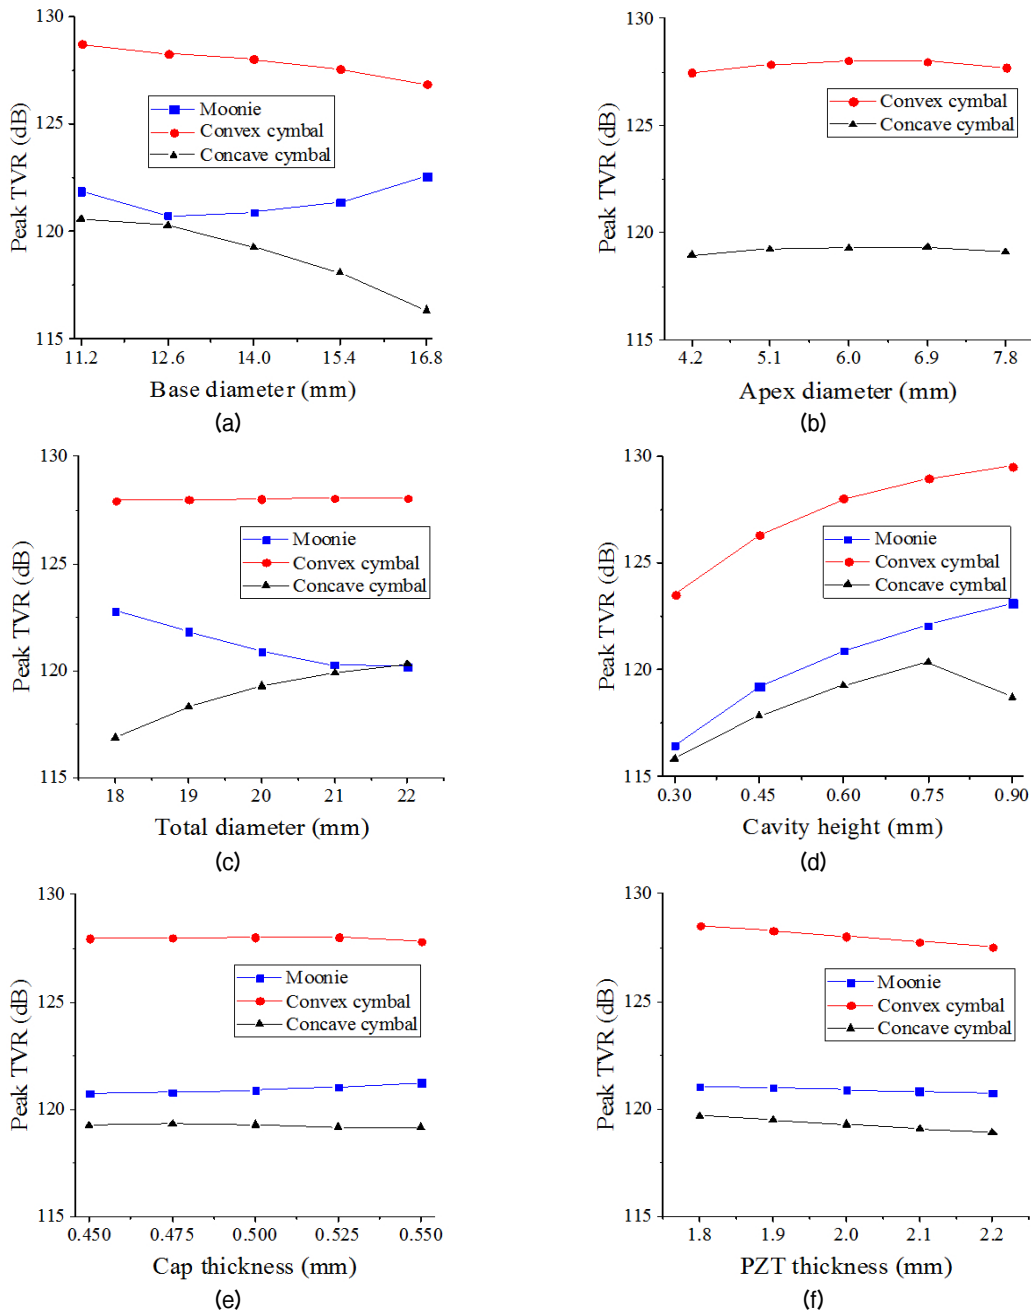 130
125
120
115
Peak TVR (dB)
Moonie
Convex cymbal
Concave cymbal
11.2 12.6 14.0 15.4 16.8
Base diameter (mm)
(a)
130
125
120
115
Peak TVR (dB)
Convex cymbal
Concave cymbal
4.2 5.1 6.0 6.9 7.8
Apex diameter (mm)
(b)
130
125
120
115
Peak TVR (dB)
Moonie
Convex cymbal
Concave cymbal
18 19 20 21 22
Total diameter (mm)
(c)
130
125
120
115
Peak TVR (dB)
Moonie
Convex cymbal
Concave cymbal
0.30 0.45 0.60 0.75 0.90
Cavity height (mm)
(d)
130
125
120
115
Peak TVR (dB)
Moonie
Convex cymbal
Concave cymbal
0.450 0.475 0.500 0.525 0.550
Cap thickness (mm)
(e)
130
125
120
115
Peak TVR (dB)
Moonie
Convex cymbal
Concave cymbal
1.8 1.9 2.0 2.1 2.2
PZT thickness (mm)
(f)